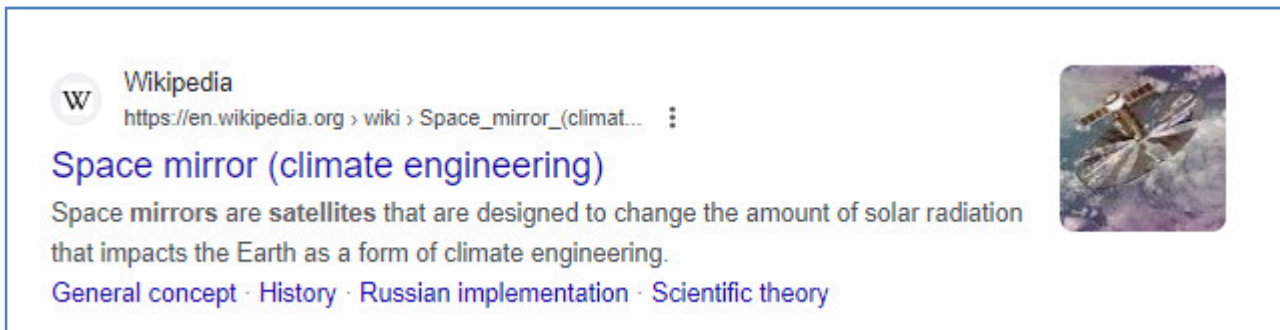 W
Wikipedia
https://en.wikipedia.org › wiki › Space_mirror_(climat...
Space mirror (climate engineering)
Space mirrors are satellites that are designed to change the amount of solar radiation
that impacts the Earth as a form of climate engineering.
General concept · History · Russian implementation · Scientific theory